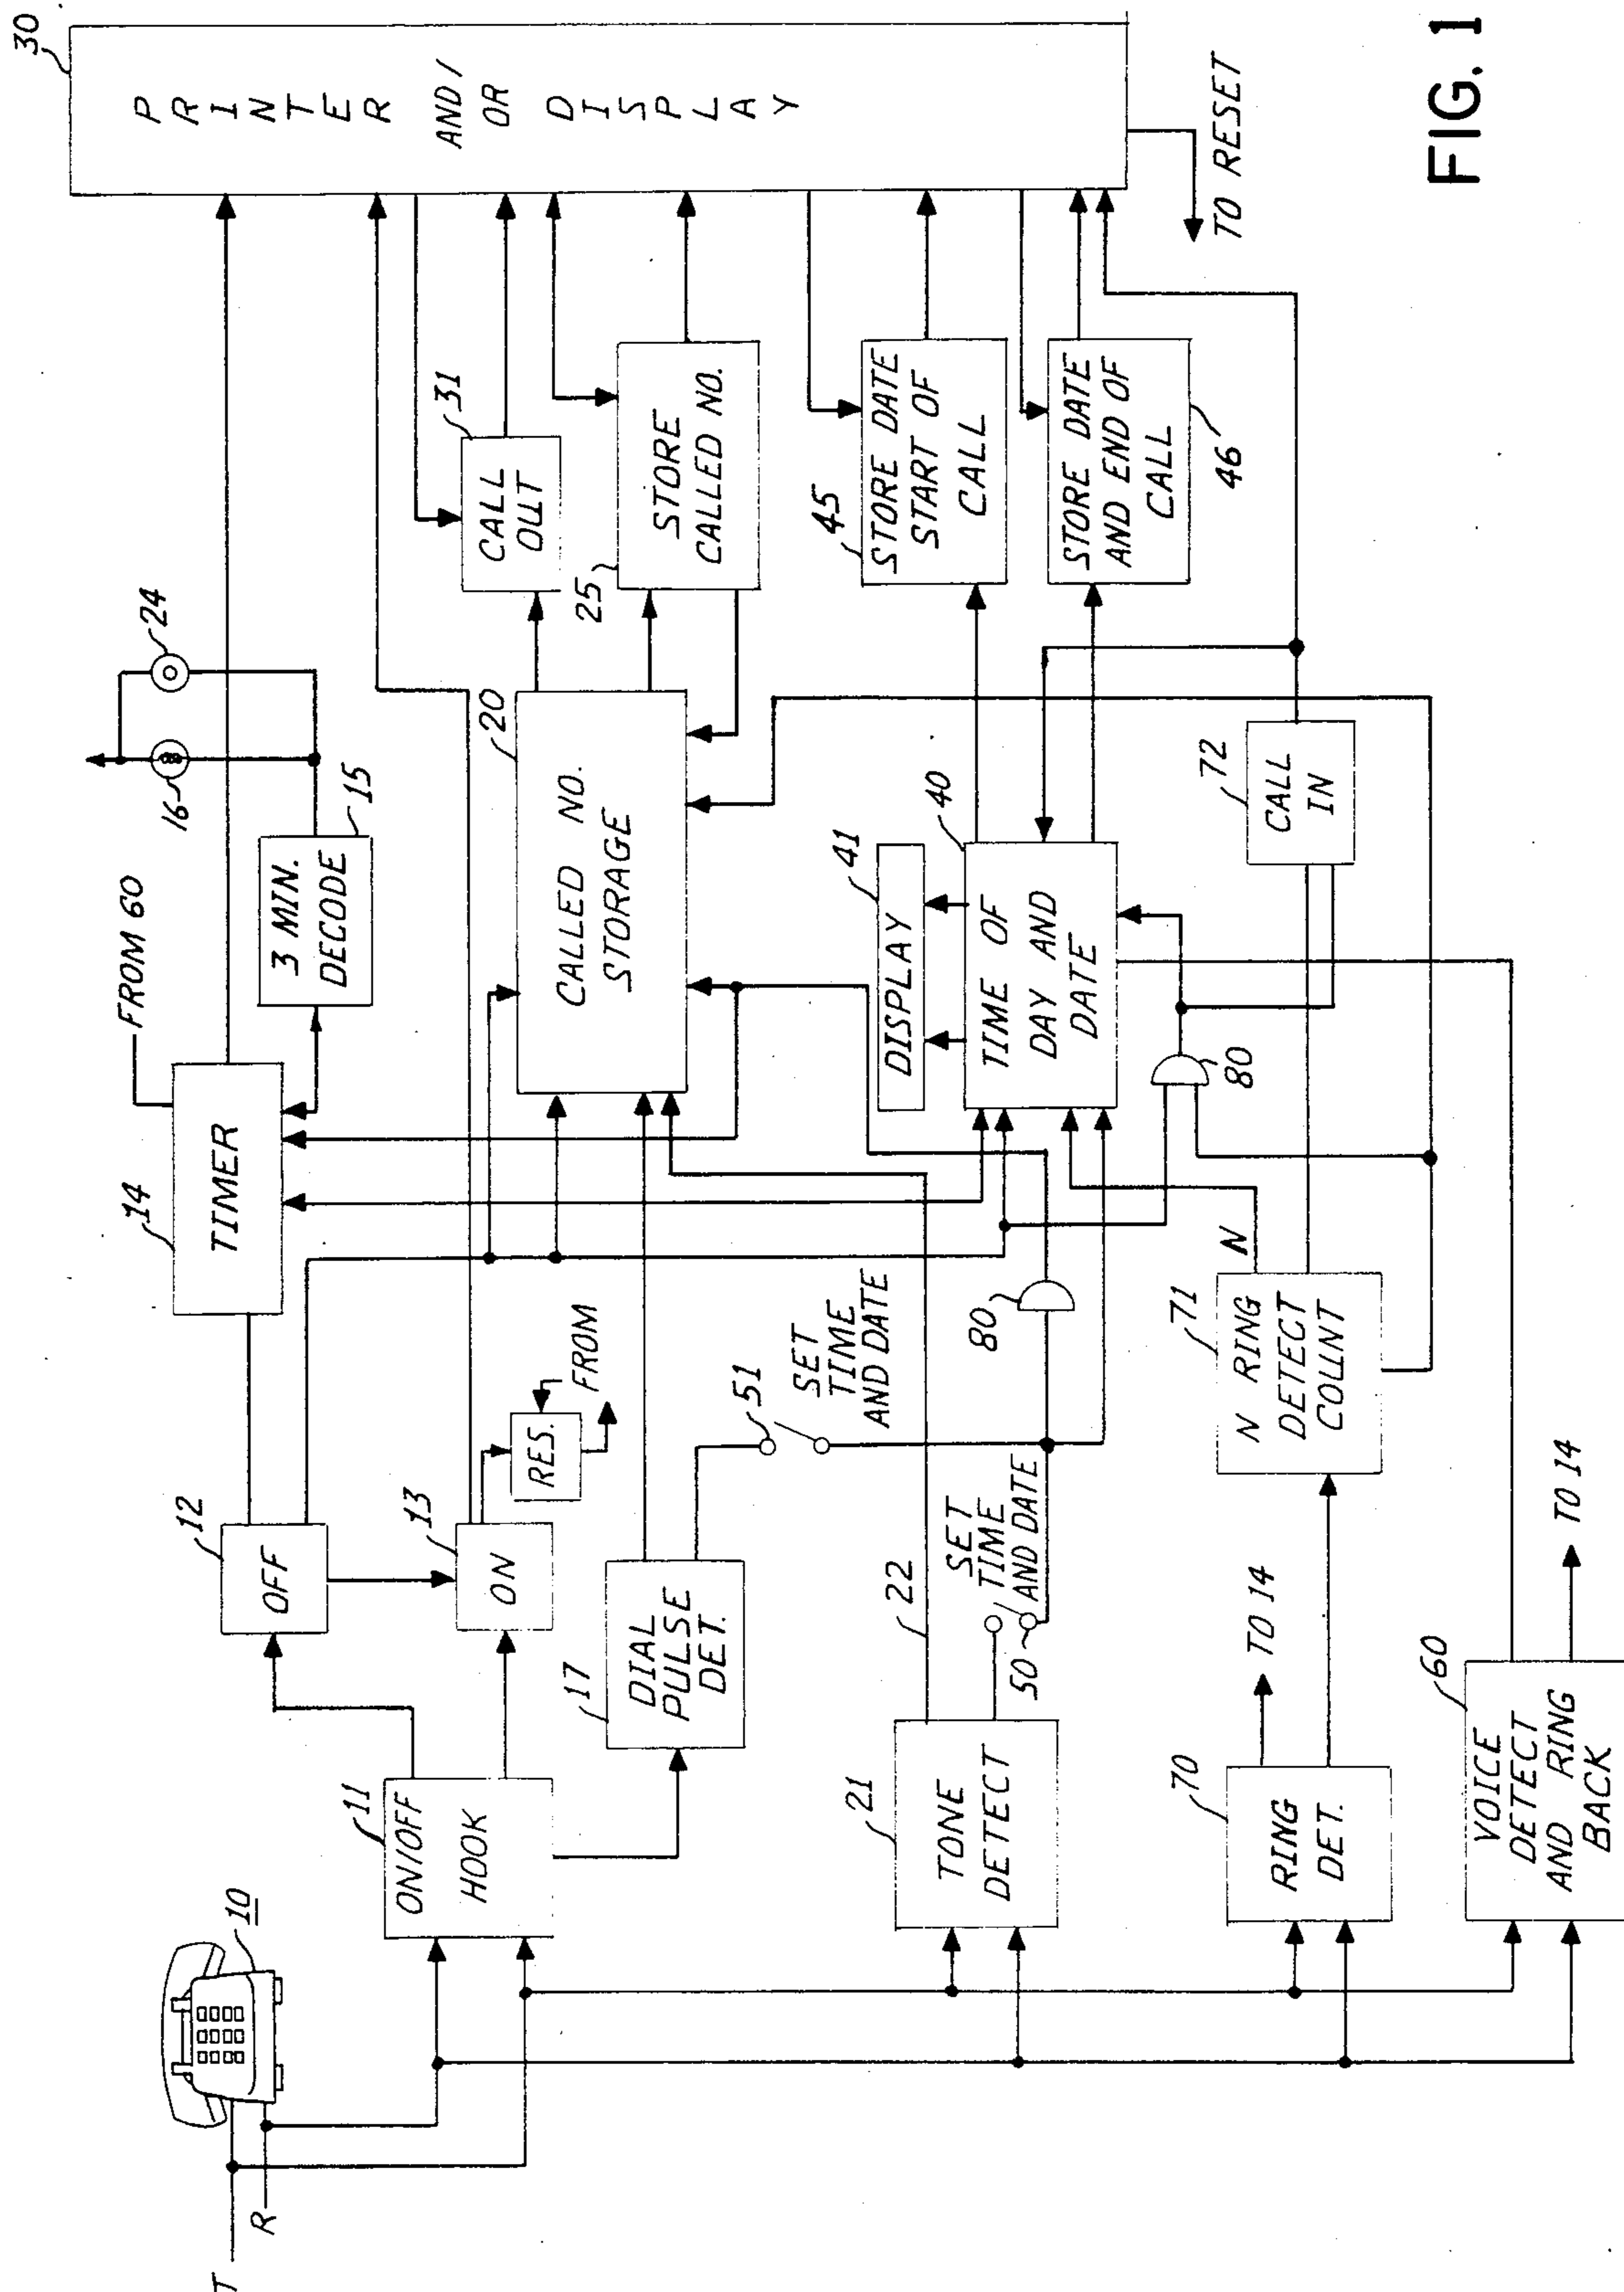 T
R
10
11
ON/OFF
HOOK
12
OFF
13
ON
RES.
FROM
14
TIMER
FROM 60
3 MIN.
DECODE
15
16
24
30
PRINTER
AND/
OR
DISPLAY
TO RESET
17
DIAL
PULSE
DET.
51
SET
TIME
AND DATE
20
CALLED NO.
STORAGE
31
CALL
OUT
25
STORE
CALLED NO.
21
TONE
DETECT
22
50
SET
TIME
AND DATE
80
41
DISPLAY
40
TIME OF
DAY AND
DATE
45
STORE DATE
START OF
CALL
STORE DATE
AND END OF
CALL
46
70
RING
DET.
TO 14
71
N RING
DETECT
COUNT
N
80
72
CALL
IN
60
VOICE
DETECT
AND RING
BACK
TO 14
FIG. 1